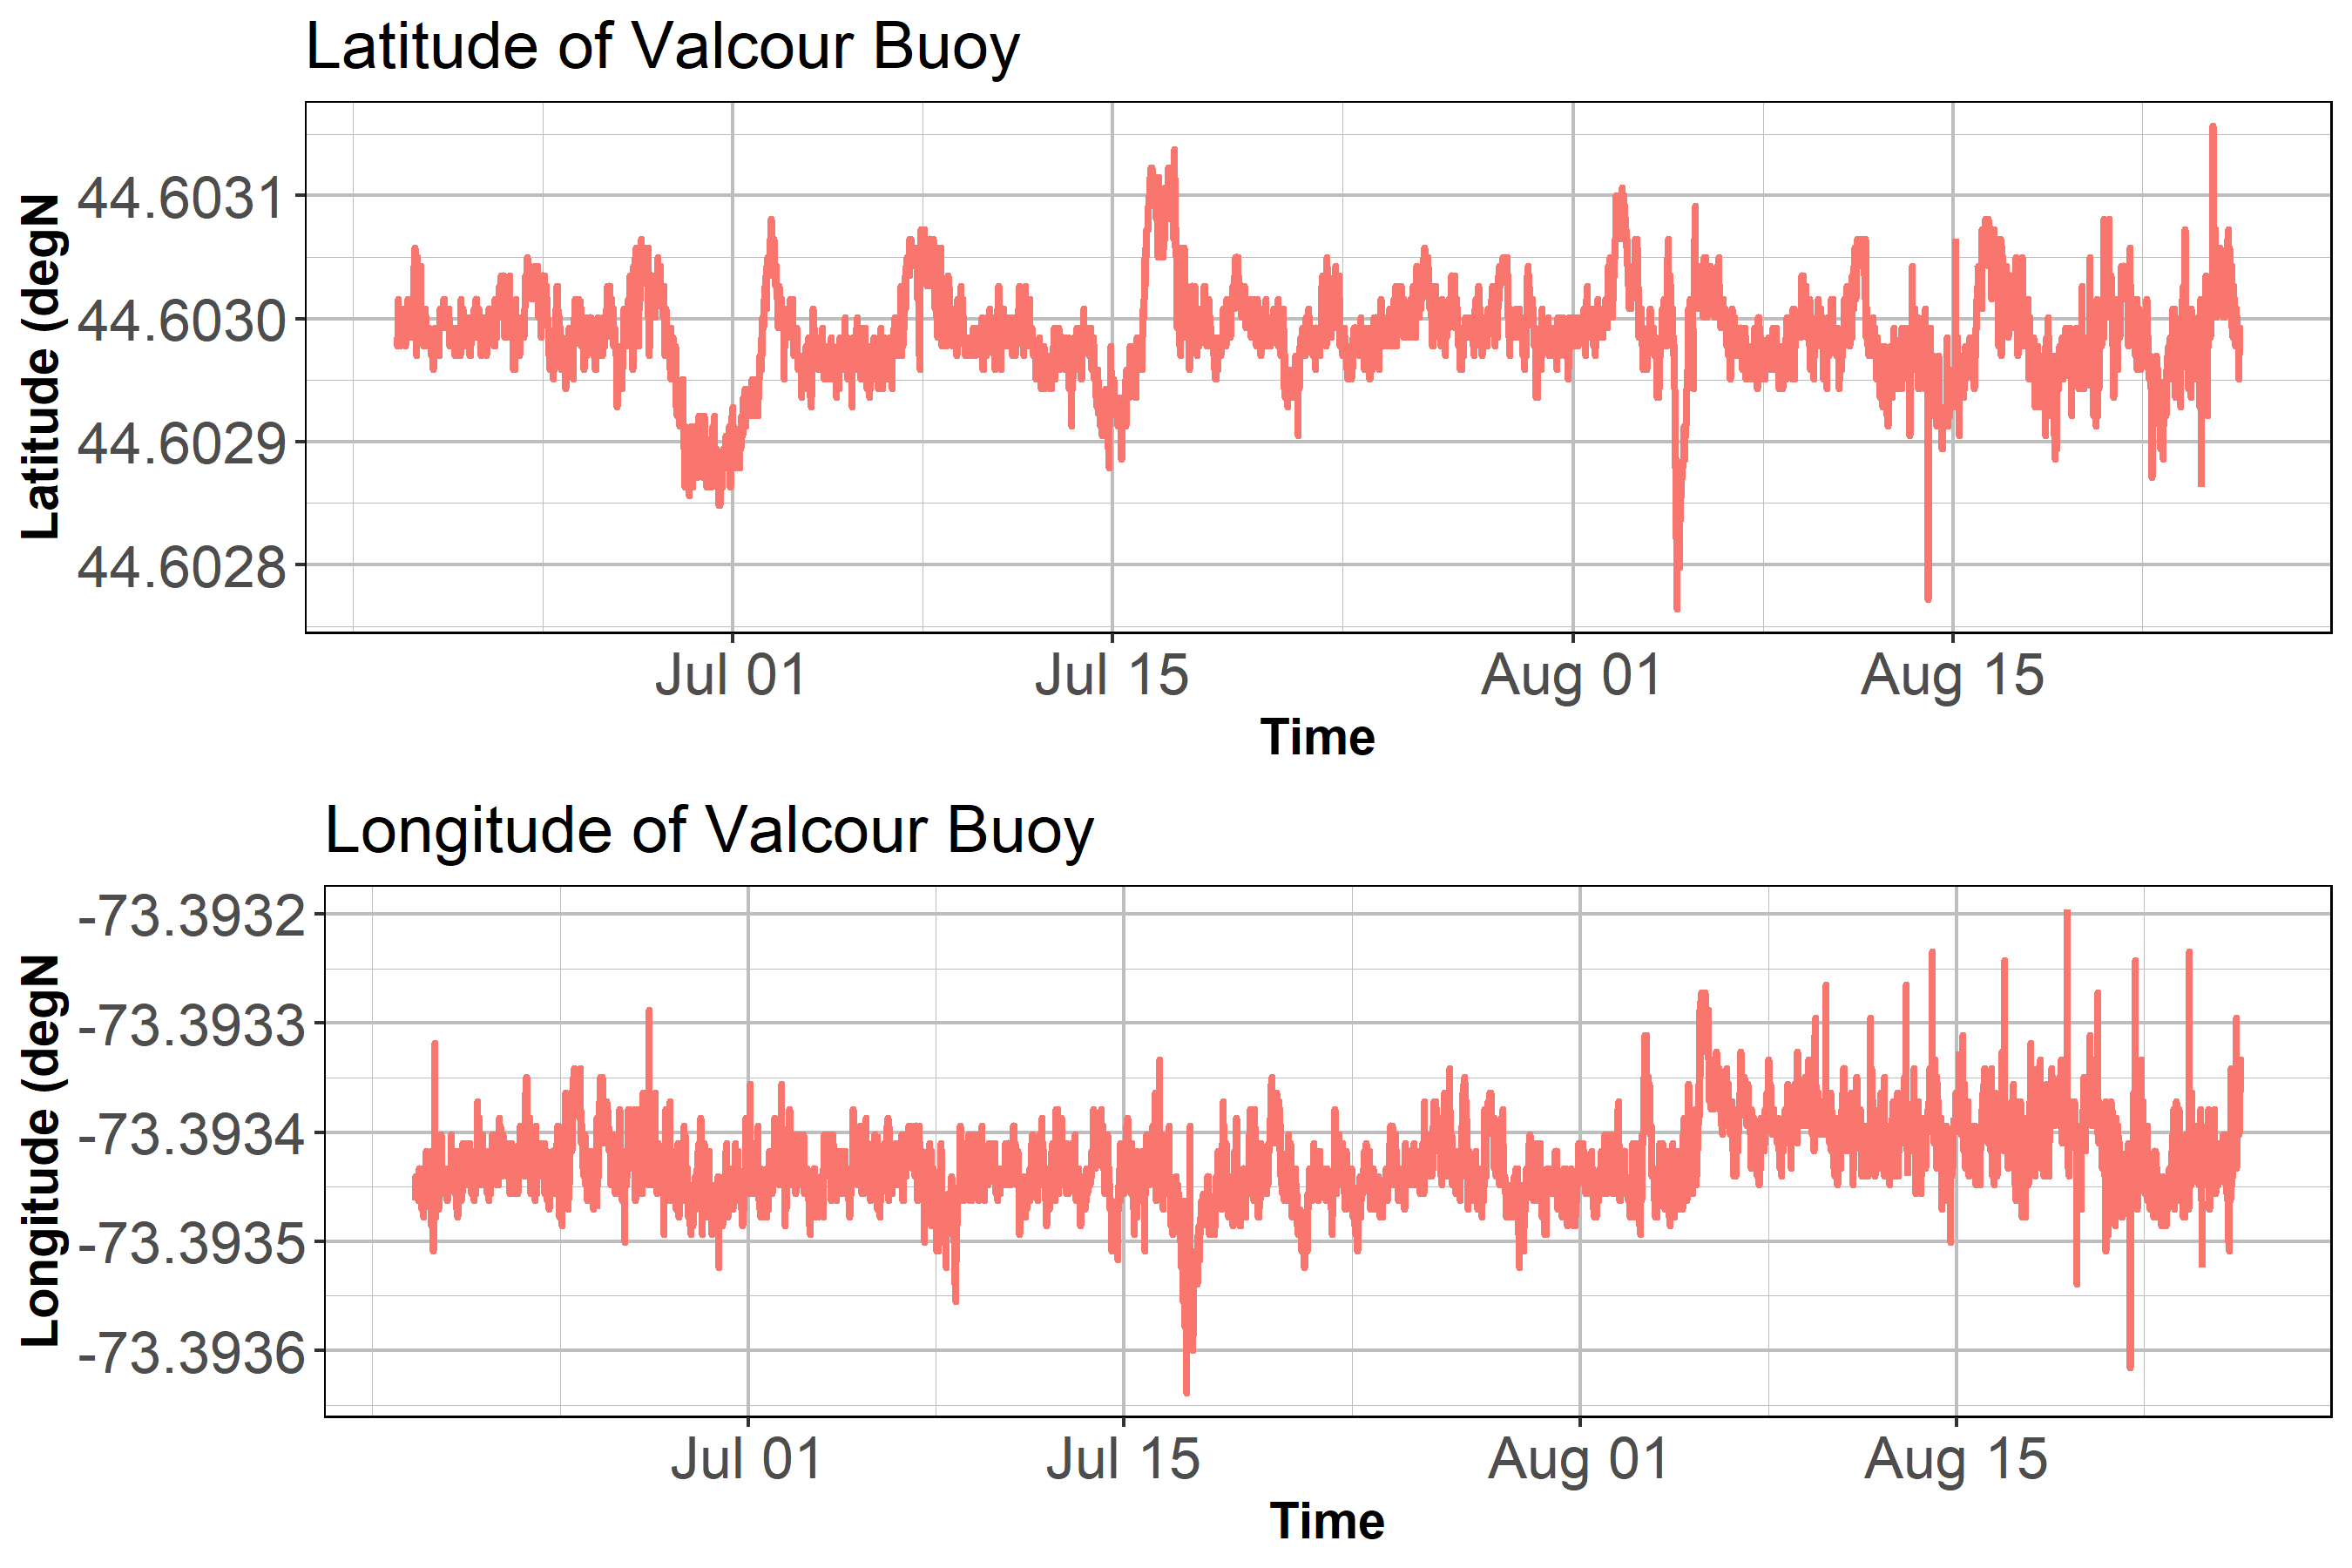 Latitude of Valcour Buoy
Latitude (degN
44.6031
44.6030
44.6029
44.6028
Jul 01 Jul 15 Aug 01 Aug 15
Time
Longitude of Valcour Buoy
Longitude (degN
-73.3932
-73.3933
-73.3934
-73.3935
-73.3936
Jul 01 Jul 15 Aug 01 Aug 15
Time